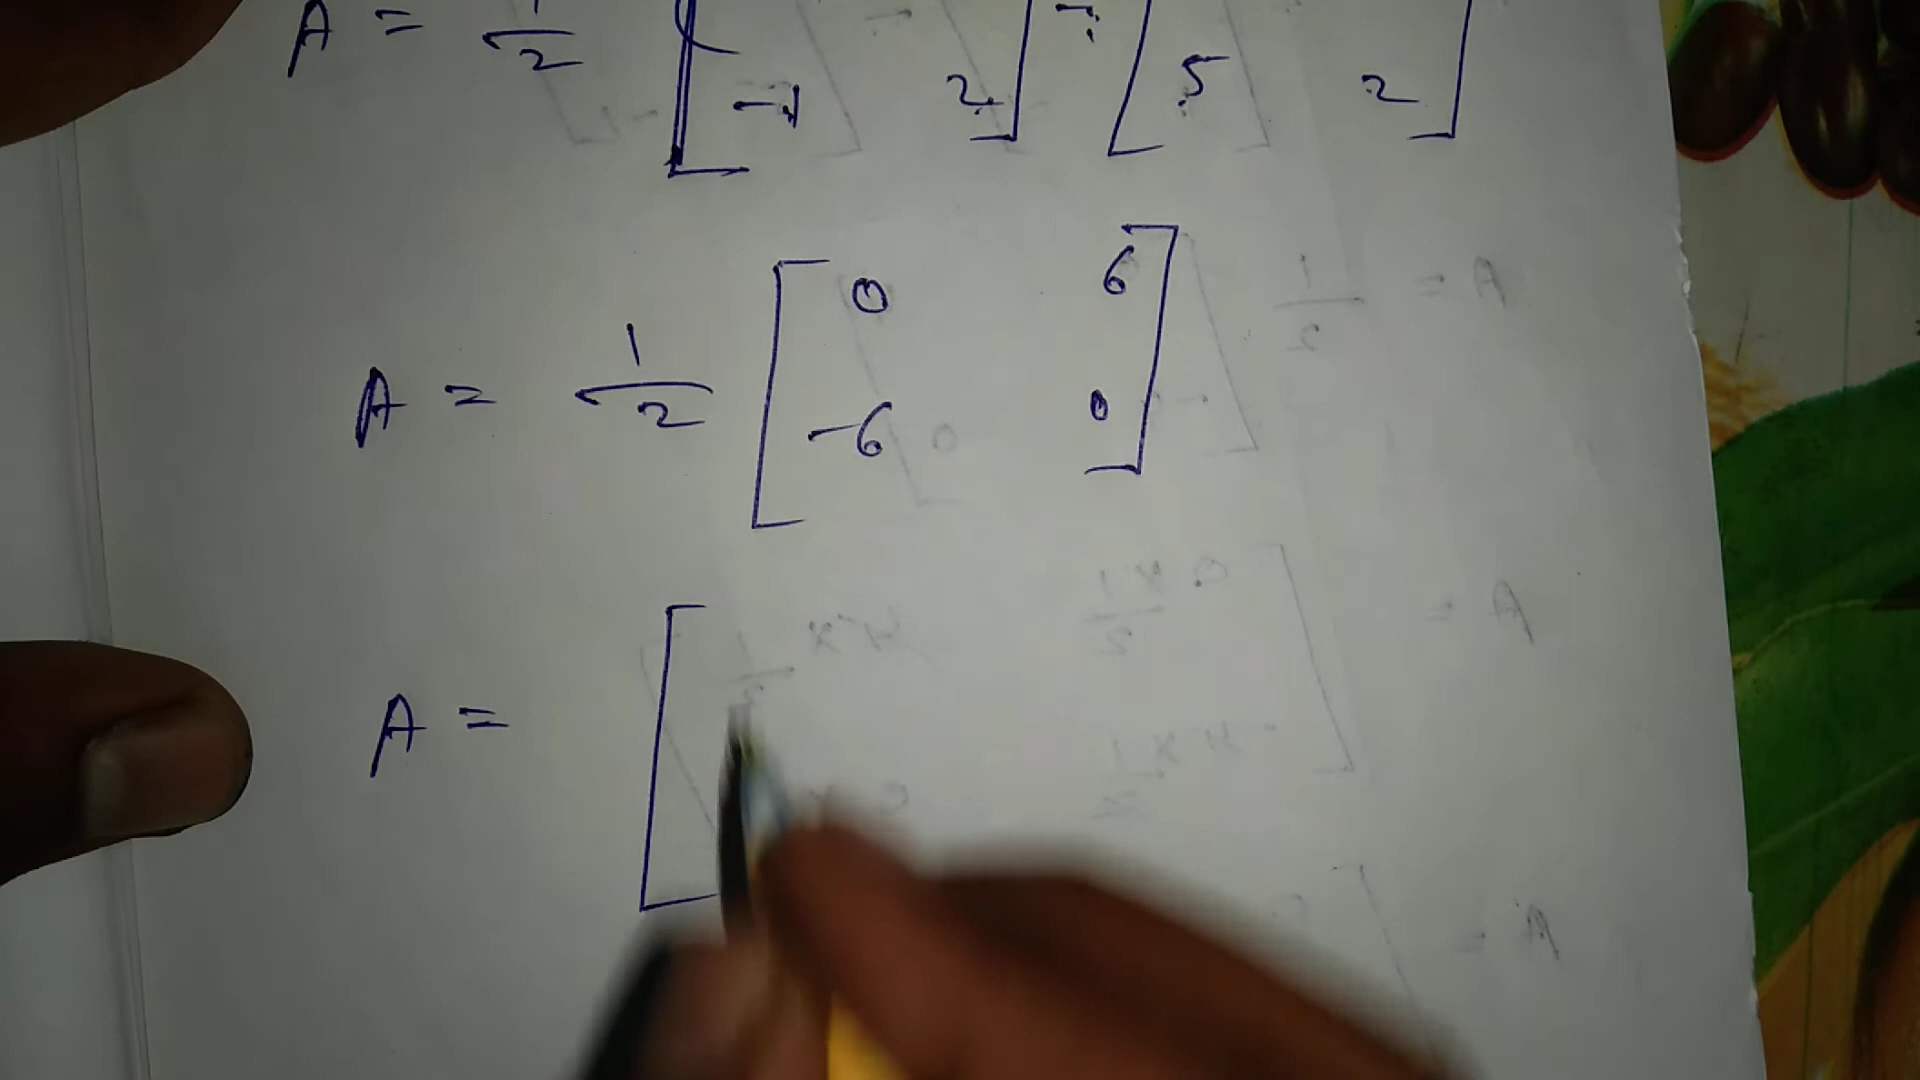 A = 1/2 [ -1 2 ] - [ 5 2 ]
A = 1/2 [ 0 6
-6 0 ]
A = [